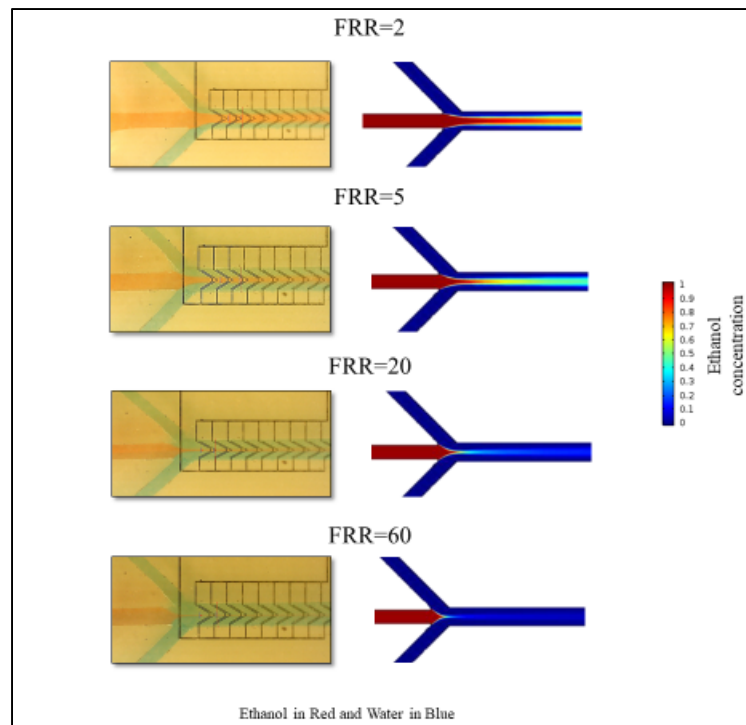 FRR=2
FRR=5
FRR=20
FRR=60
1
0.9
0.8
0.7
0.6
0.5
0.4
0.3
0.2
0.1
0
Ethanol
concentration
Ethanol in Red and Water in Blue